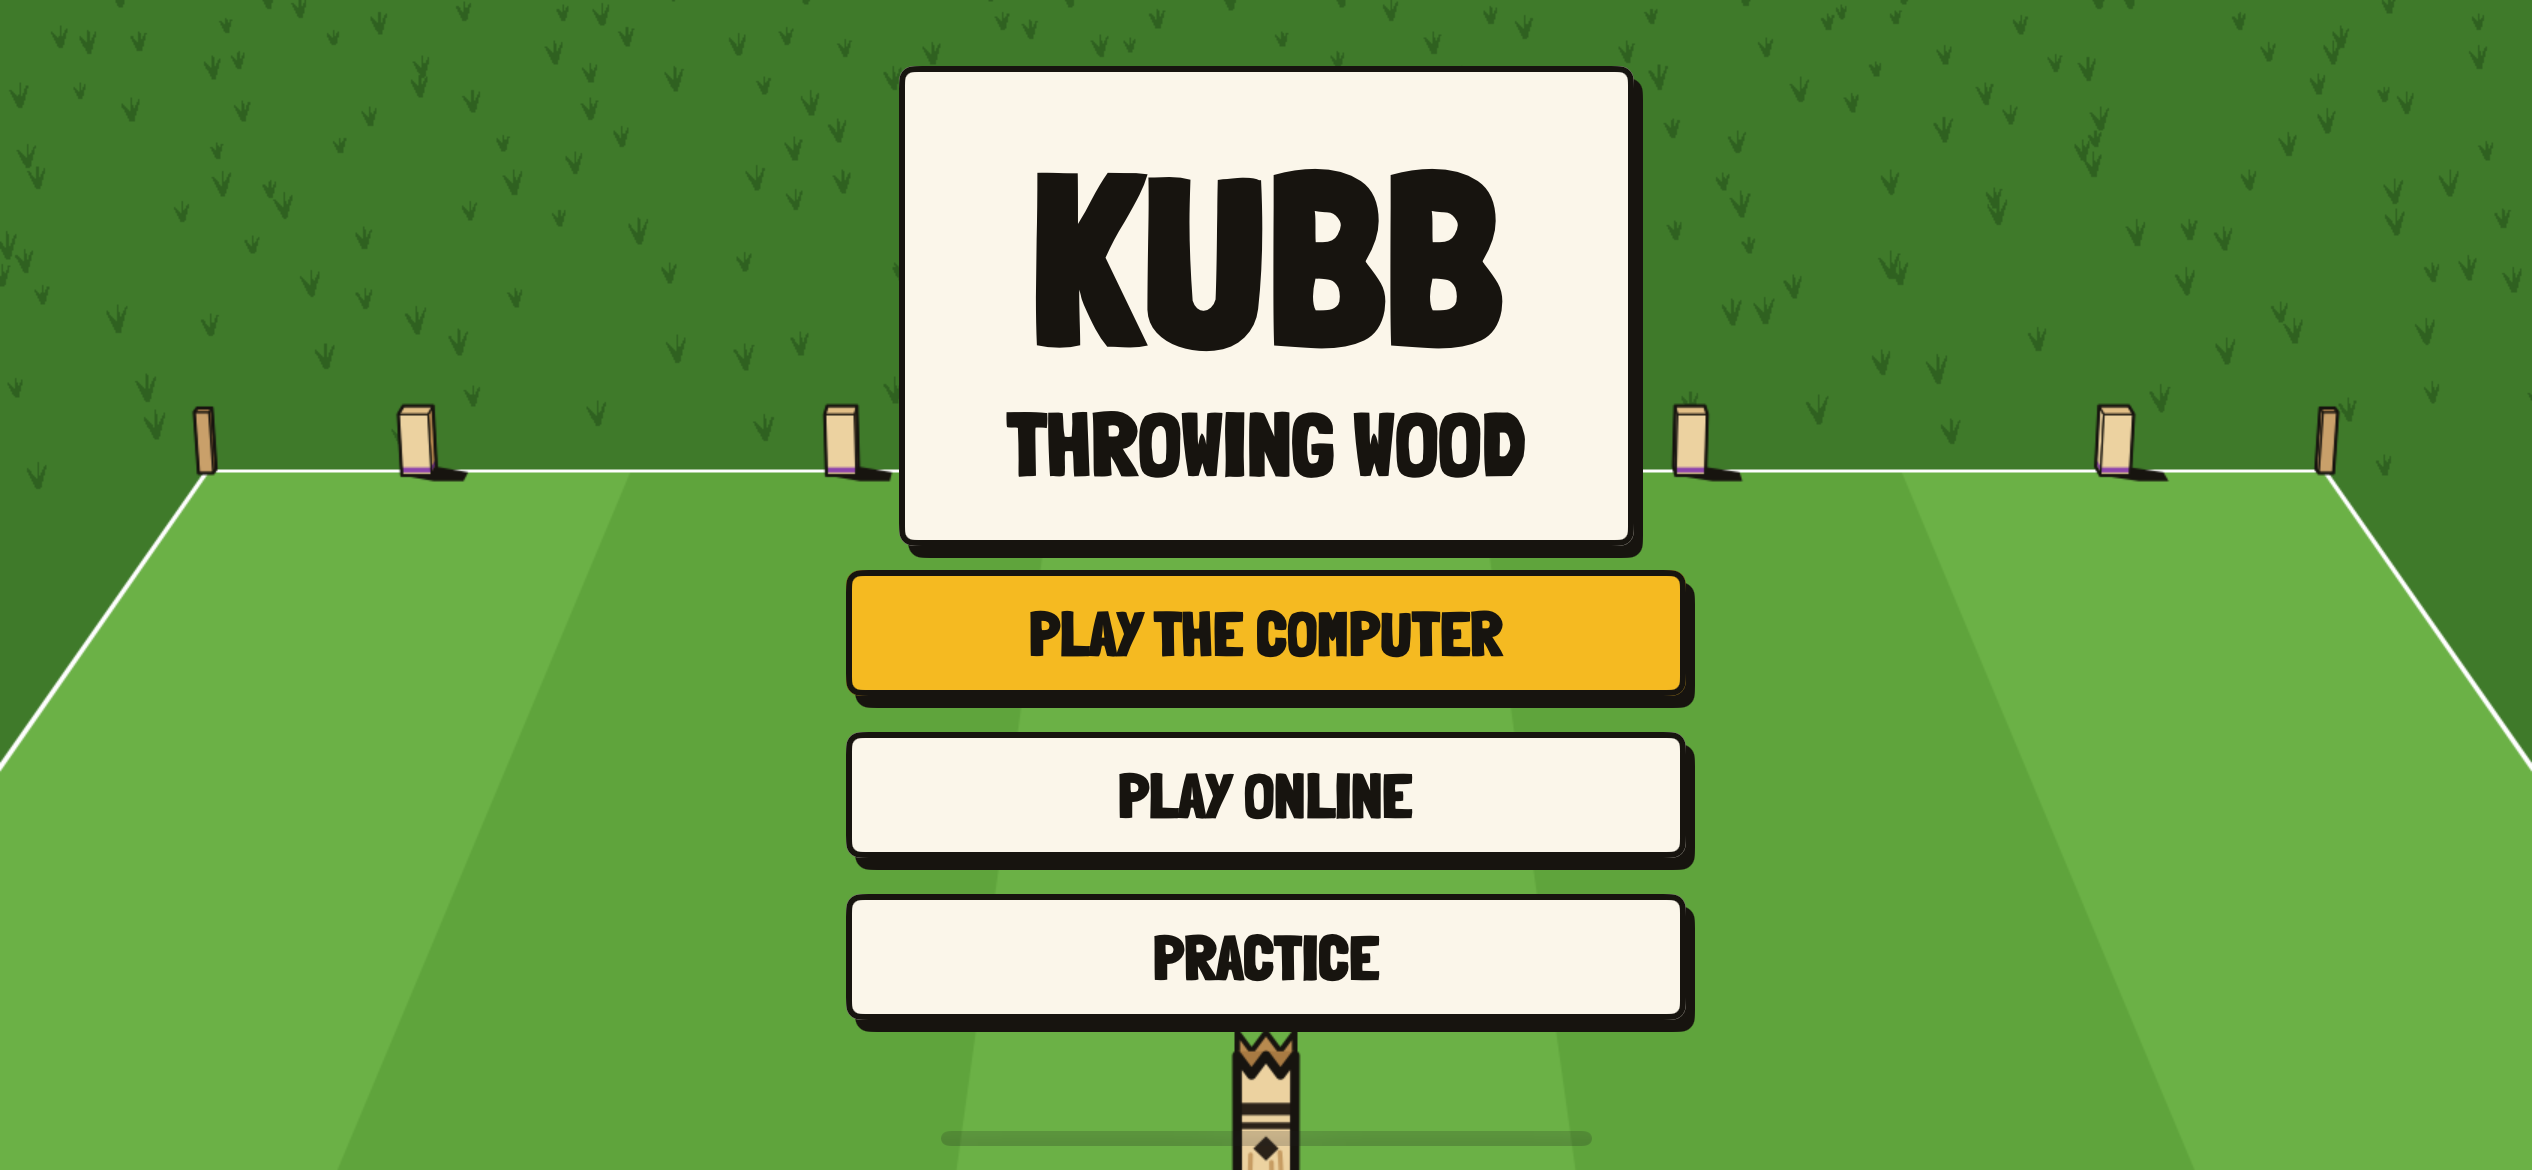 KUBB
THROWING WOOD
PLAY THE COMPUTER
PLAY ONLINE
PRACTICE